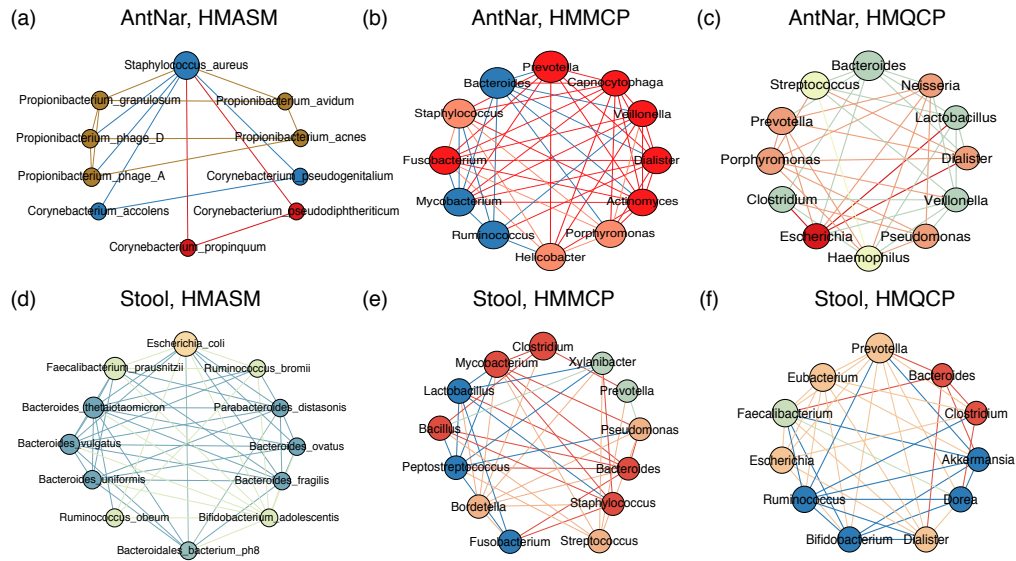 (a) AntNar, HMASM
Staphylococcus_aureus
Propionibacterium_granulosum
Propionibacterium_avidum
Propionibacterium_phage_D
Propionibacterium_acnes
Propionibacterium_phage_A
Corynebacterium_pseudogenitalium
Corynebacterium_accolens
Corynebacterium_pseudodiphtheriticum
Corynebacterium_propinquum
(b) AntNar, HMMCP
Prevotella
Bacteroides
Capnocytophaga
Staphylococcus
Veillonella
Fusobacterium
Dialister
Mycobacterium
Actinomyces
Ruminococcus
Porphyromonas
Helicobacter
(c) AntNar, HMQCP
Bacteroides
Streptococcus
Neisseria
Prevotella
Lactobacillus
Porphyromonas
Dialister
Clostridium
Veillonella
Escherichia
Pseudomonas
Haemophilus
(d) Stool, HMASM
Escherichia_coli
Faecalibacterium_prausnitzii
Ruminococcus_bromii
Bacteroides_thetaiotaomicron
Parabacteroides_distasonis
Bacteroides_vulgatus
Bacteroides_ovatus
Bacteroides_uniformis
Bacteroides_fragilis
Ruminococcus_obeum
Bifidobacterium_adolescentis
Bacteroidales_bacterium_ph8
(e) Stool, HMMCP
Clostridium
Mycobacterium
Xylanibacter
Lactobacillus
Prevotella
Bacillus
Pseudomonas
Peptostreptococcus
Bacteroides
Bordetella
Staphylococcus
Fusobacterium
Streptococcus
(f) Stool, HMQCP
Prevotella
Eubacterium
Bacteroides
Faecalibacterium
Clostridium
Escherichia
Akkermansia
Ruminococcus
Dorea
Bifidobacterium
Dialister